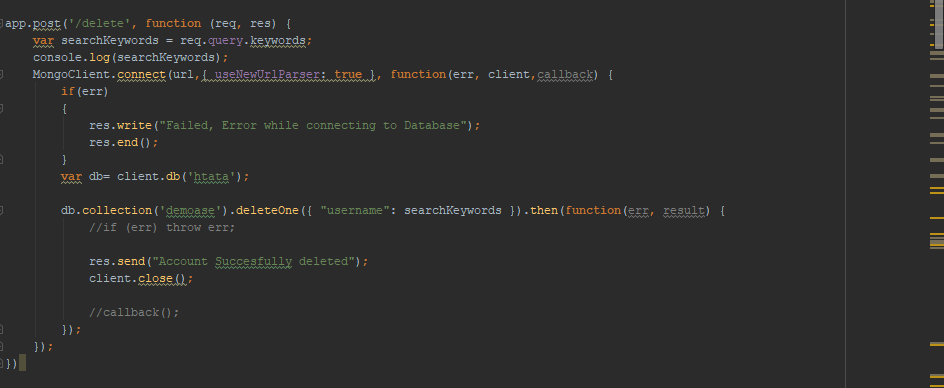 app.post('/delete', function (req, res) {
var searchKeywords = req.query.keywords;
console.log(searchKeywords);
MongoClient.connect(url,{ useNewUrlParser: true }, function(err, client,callback) {
if(err)
{
res.write("Failed, Error while connecting to Database");
res.end();
}
var db= client.db('htata');
db.collection('demoase').deleteOne({ "username": searchKeywords }).then(function(err, result) {
//if (err) throw err;
res.send("Account Succesfully deleted");
client.close();
//callback();
});
});
})